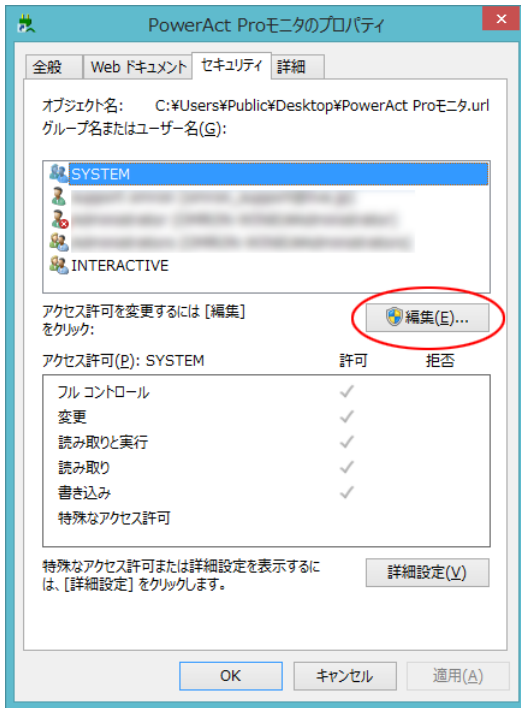 PowerAct Proモニタのプロパティ
全般 Web ドキュメント セキュリティ 詳細
オブジェクト名: C:¥Users¥Public¥Desktop¥PowerAct Proモニタ.url
グループ名またはユーザー名(G):
SYSTEM
INTERACTIVE
アクセス許可を変更するには [編集]
をクリック:
編集(E)...
アクセス許可(P): SYSTEM 許可 拒否
フル コントロール
変更
読み取りと実行
読み取り
書き込み
特殊なアクセス許可
特殊なアクセス許可または詳細設定を表示するに
は、[詳細設定] をクリックします。
詳細設定(V)
OK キャンセル 適用(A)